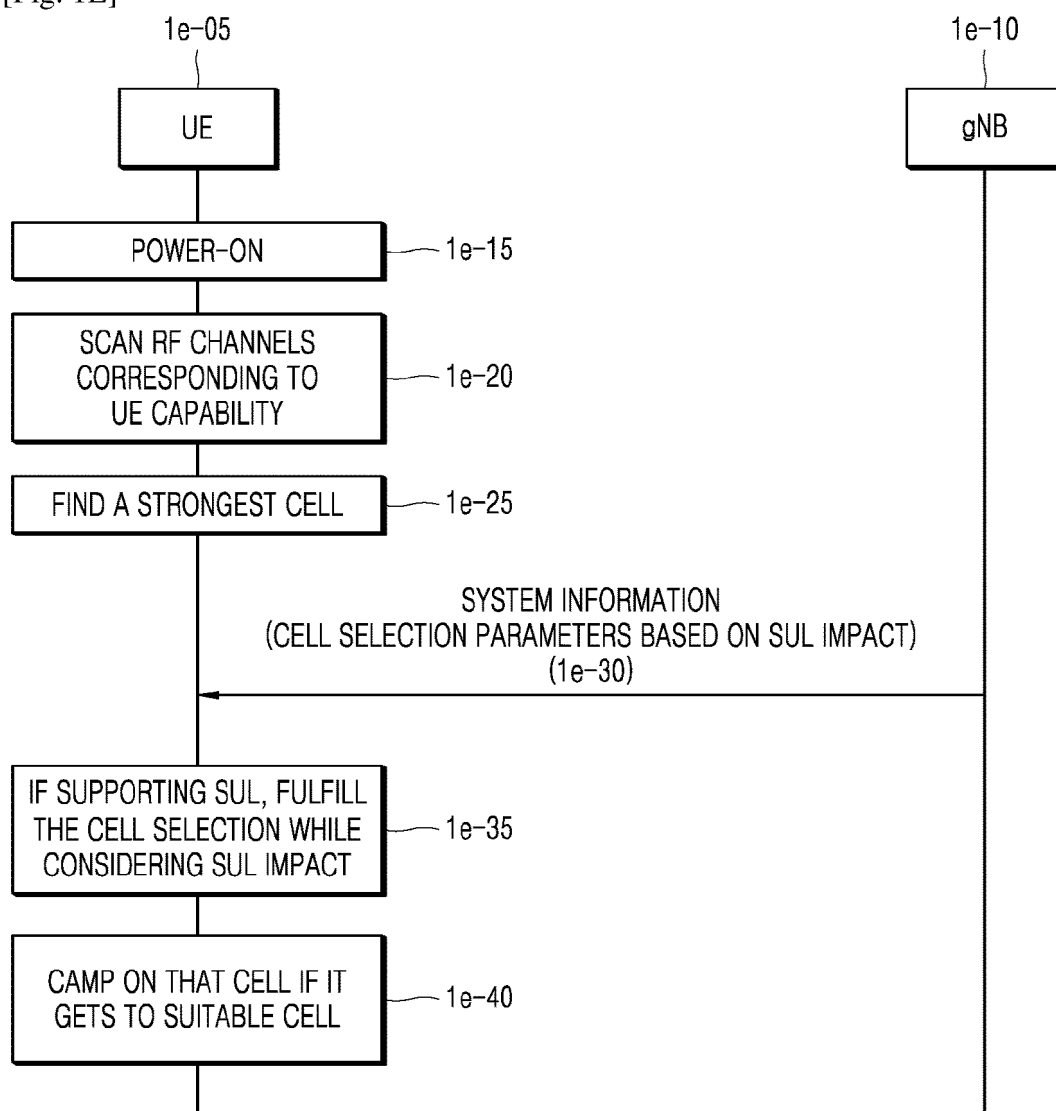 [Fig. 1E]
1e-05
1e-10
UE
gNB
POWER-ON
1e-15
SCAN RF CHANNELS
CORRESPONDING TO
UE CAPABILITY
1e-20
FIND A STRONGEST CELL
1e-25
SYSTEM INFORMATION
(CELL SELECTION PARAMETERS BASED ON SUL IMPACT)
(1e-30)
IF SUPPORTING SUL, FULFILL
THE CELL SELECTION WHILE
CONSIDERING SUL IMPACT
1e-35
CAMP ON THAT CELL IF IT
GETS TO SUITABLE CELL
1e-40